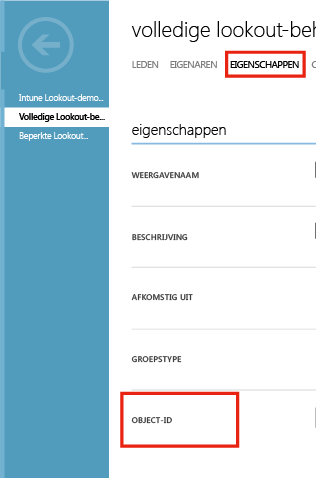 volledige lookout-beh
LEDEN EIGENAREN EIGENSCHAPPEN
Intune Lookout-demo...
Volledige Lookout-be...
Beperkte Lookout...
eigenschappen
WEERGAVENAAM
BESCHRIJVING
AFKOMSTIG UIT
GROEPSTYPE
OBJECT-ID